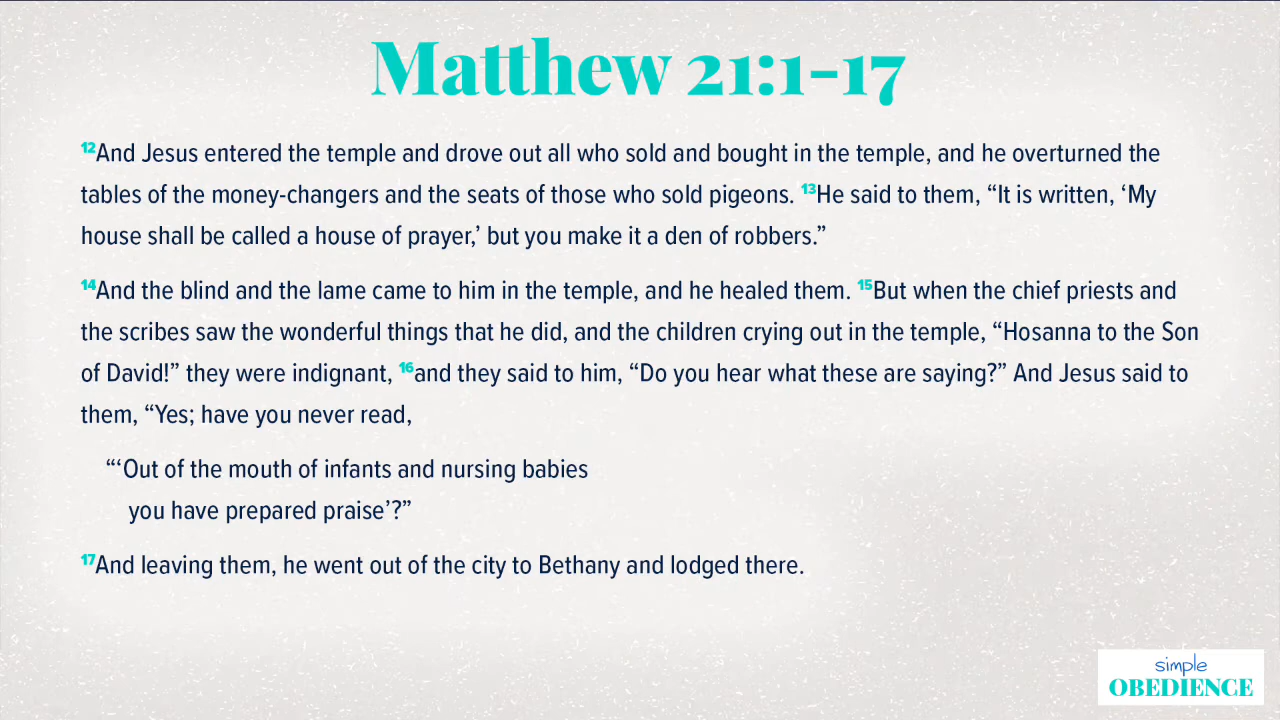 Matthew 21:1-17
¹²And Jesus entered the temple and drove out all who sold and bought in the temple, and he overturned the
tables of the money-changers and the seats of those who sold pigeons. ¹³He said to them, “It is written, ‘My
house shall be called a house of prayer,’ but you make it a den of robbers.”
¹⁴And the blind and the lame came to him in the temple, and he healed them. ¹⁵But when the chief priests and
the scribes saw the wonderful things that he did, and the children crying out in the temple, “Hosanna to the Son
of David!” they were indignant, ¹⁶and they said to him, “Do you hear what these are saying?” And Jesus said to
them, “Yes; have you never read,
“‘Out of the mouth of infants and nursing babies
you have prepared praise’?”
¹⁷And leaving them, he went out of the city to Bethany and lodged there.
simple
OBEDIENCE